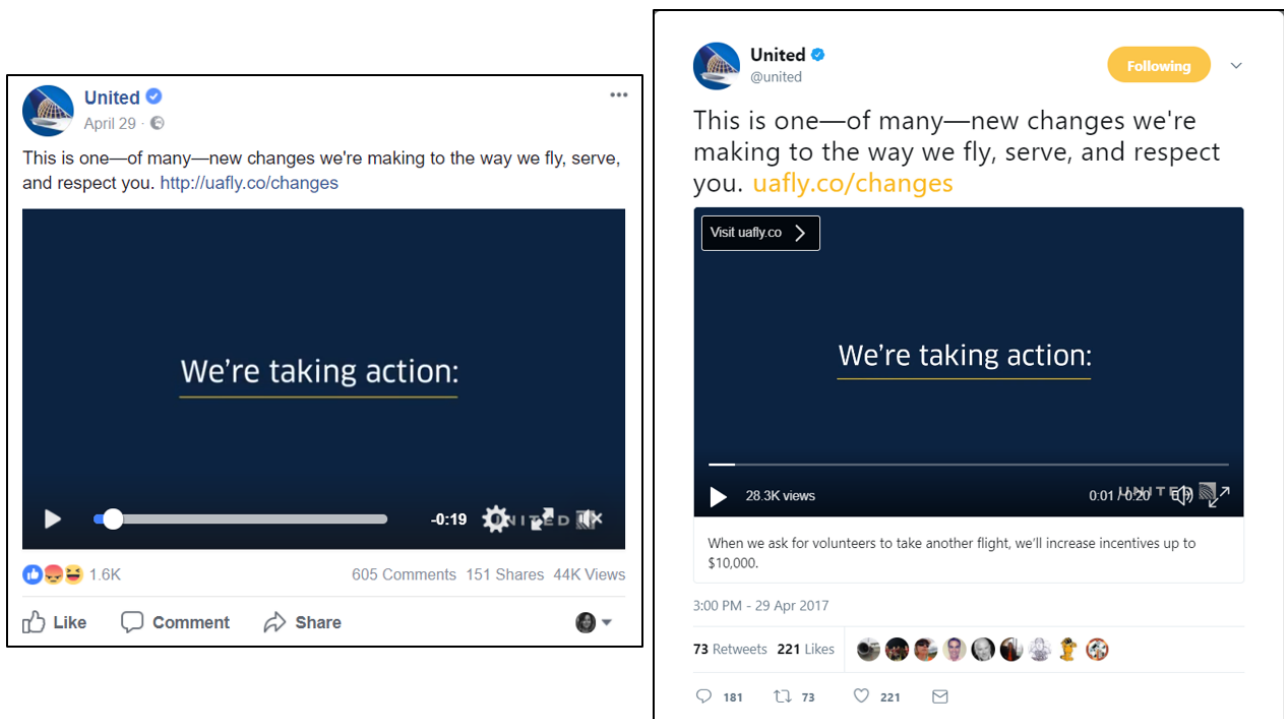 United
April 29 ·
This is one—of many—new changes we're making to the way we fly, serve,
and respect you. http://uafly.co/changes
We're taking action:
-0:19
UNITED
1.6K
605 Comments 151 Shares 44K Views
Like Comment Share
United
@united
Following
This is one—of many—new changes we're
making to the way we fly, serve, and respect
you. uafly.co/changes
Visit uafly.co
We're taking action:
28.3K views
0:01 / 0:20
UNITED
When we ask for volunteers to take another flight, we'll increase incentives up to
$10,000.
3:00 PM - 29 Apr 2017
73 Retweets 221 Likes
181 73 221